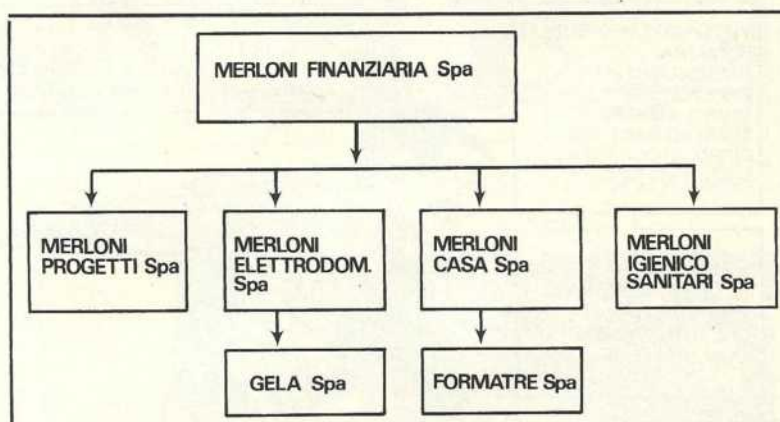 MERLONI FINANZIARIA Spa
MERLONI
PROGETTI Spa
MERLONI
ELETTRODOM.
Spa
MERLONI
CASA Spa
MERLONI
IGIENICO
SANITARI Spa
GELA Spa
FORMATRE Spa